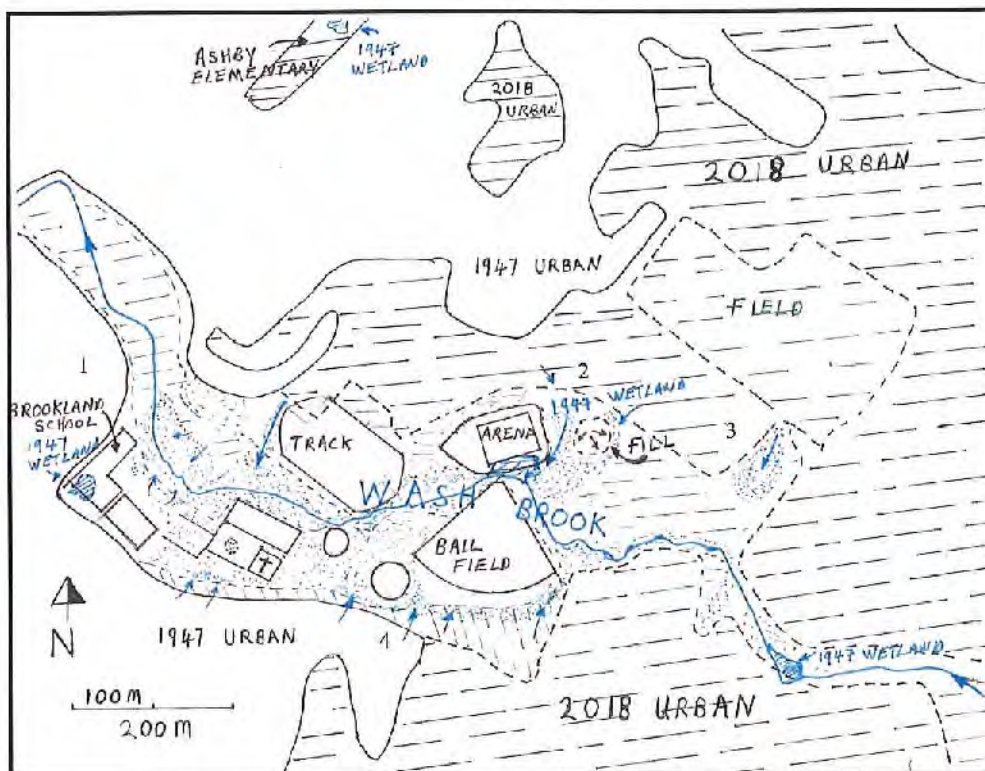 ASHBY
ELEMENTARY
1947
WETLAND
2018
URBAN
2018 URBAN
1947 URBAN
FIELD
1
2
1947 WETLAND
BROOKLAND
SCHOOL
1947
WETLAND
TRACK
ARENA
FILL
3
WASH
BROOK
BALL
FIELD
N
1947 URBAN
1
1947 WETLAND
100 M
200 M
2018 URBAN